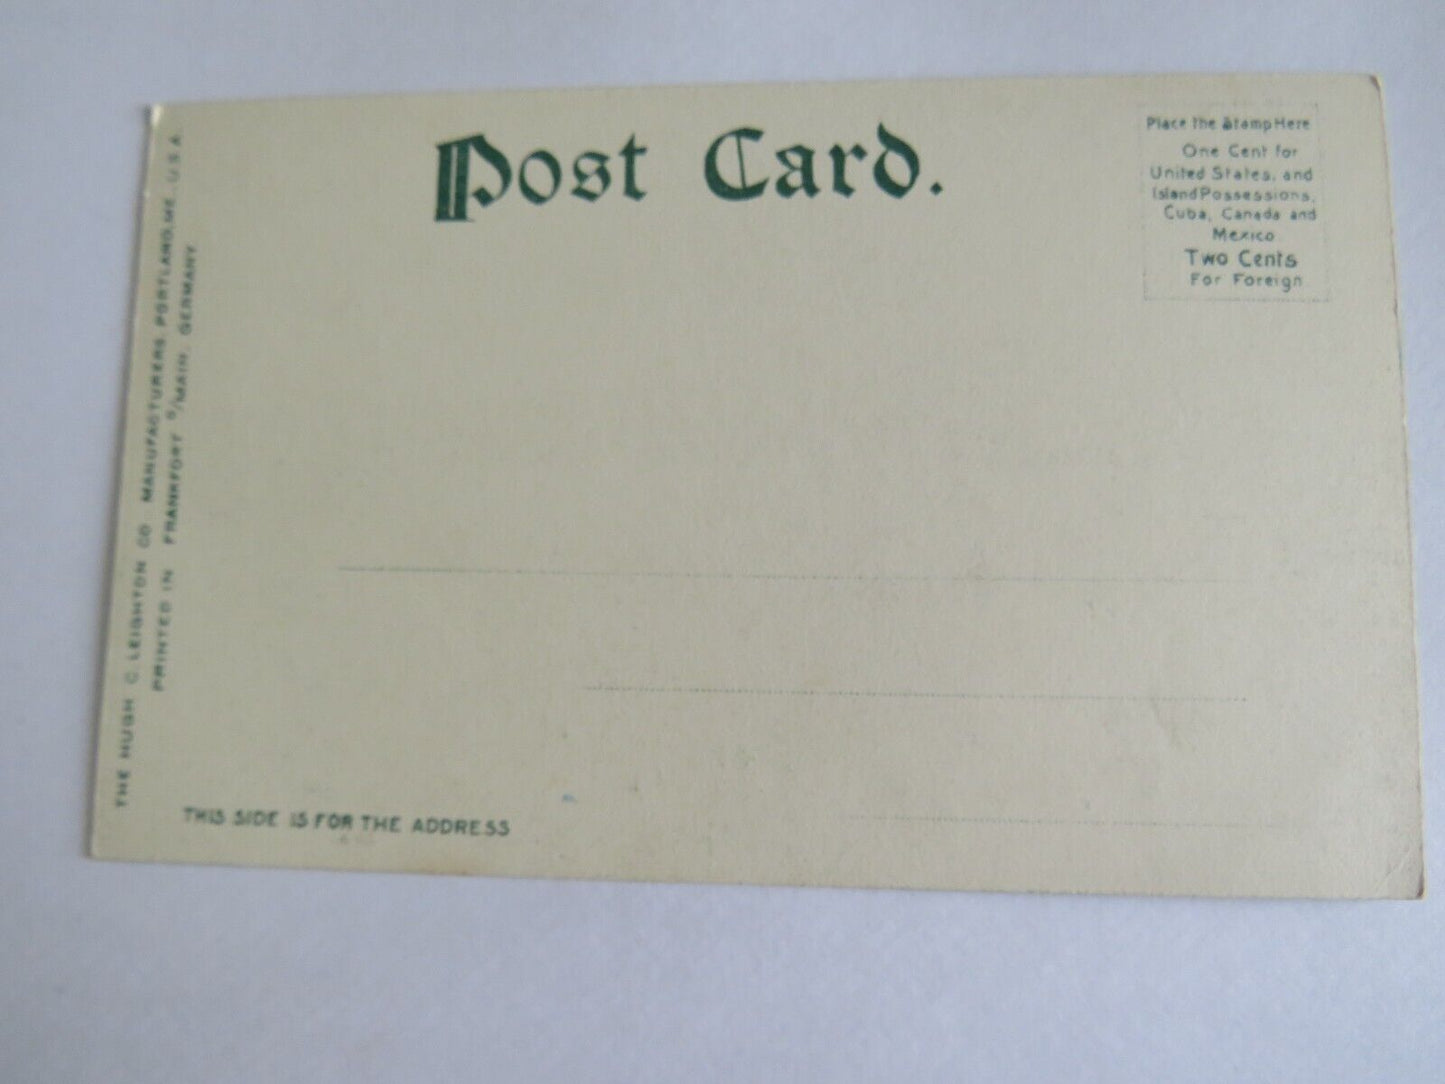 Post Card.
Place the Stamp Here
One Cent for
United States, and
Island Possessions,
Cuba, Canada and
Mexico
Two Cents
For Foreign
THE HUGH C. LEIGHTON CO MANUFACTURERS, PORTLAND, ME., U.S.A
PRINTED IN FRANKFORT º/MAIN, GERMANY
THIS SIDE IS FOR THE ADDRESS